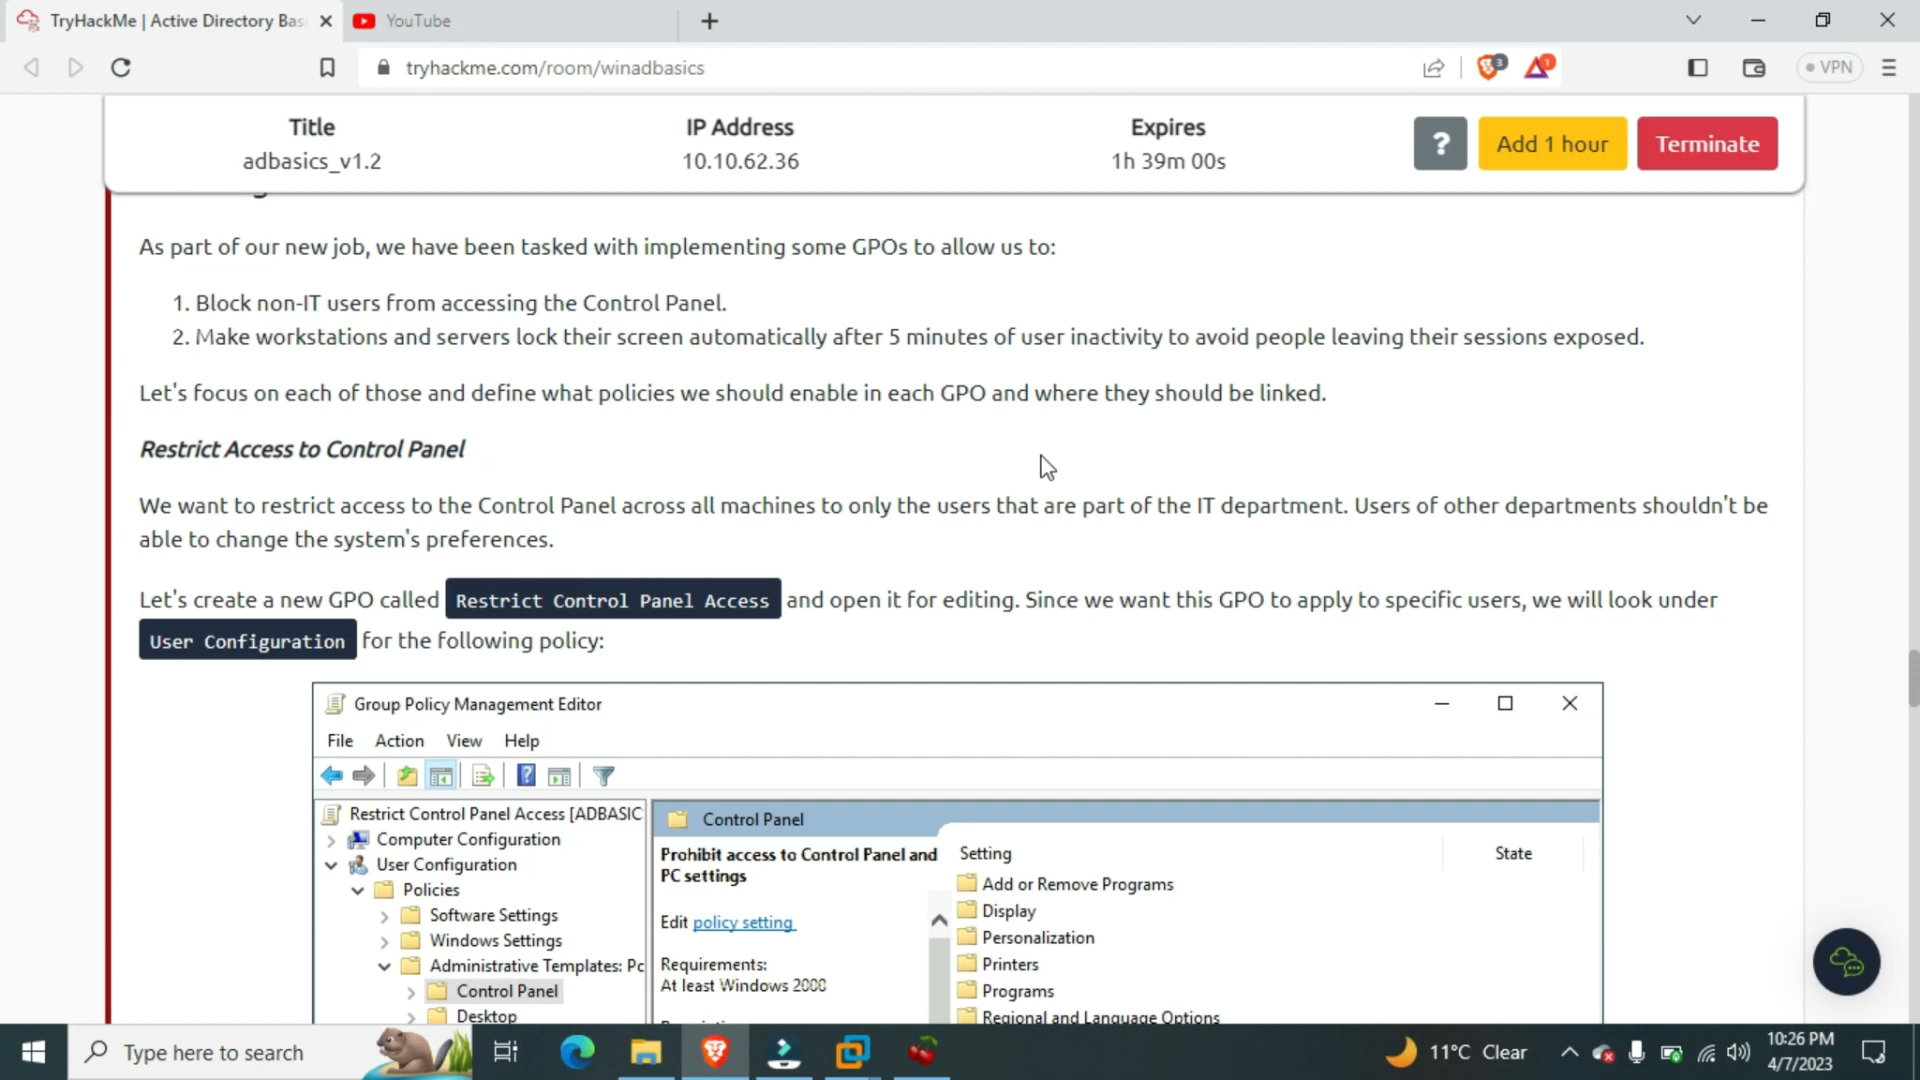 TryHackMe | Active Directory Bas
YouTube
tryhackme.com/room/winadbasics
3
1
VPN
Title
IP Address
Expires
adbasics_v1.2
10.10.62.36
1h 39m 00s
?
Add 1 hour
Terminate
As part of our new job, we have been tasked with implementing some GPOs to allow us to:
1. Block non-IT users from accessing the Control Panel.
2. Make workstations and servers lock their screen automatically after 5 minutes of user inactivity to avoid people leaving their sessions exposed.
Let's focus on each of those and define what policies we should enable in each GPO and where they should be linked.
Restrict Access to Control Panel
We want to restrict access to the Control Panel across all machines to only the users that are part of the IT department. Users of other departments shouldn't be
able to change the system's preferences.
Let's create a new GPO called Restrict Control Panel Access and open it for editing. Since we want this GPO to apply to specific users, we will look under
User Configuration for the following policy:
Group Policy Management Editor
File Action View Help
Restrict Control Panel Access [ADBASIC
Computer Configuration
User Configuration
Policies
Software Settings
Windows Settings
Administrative Templates: Pc
Control Panel
Desktop
Control Panel
Prohibit access to Control Panel and
PC settings
Edit policy setting
Requirements:
At least Windows 2000
Setting
State
Add or Remove Programs
Display
Personalization
Printers
Programs
Regional and Language Options
Type here to search
11°C Clear
10:26 PM
4/7/2023